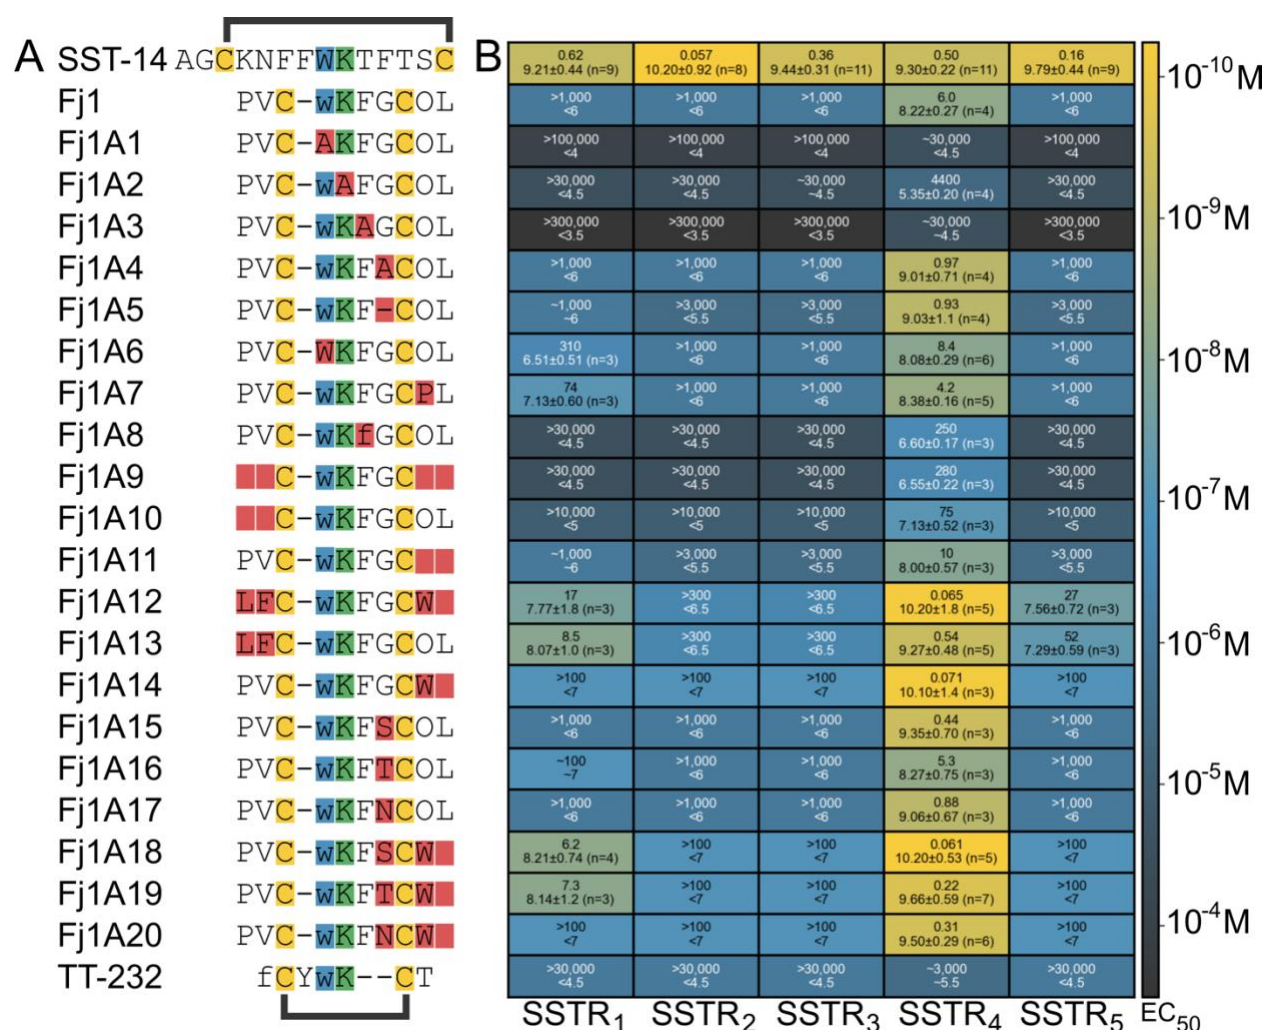 A SST-14 AGCKNFFWKTFTSC B
0.62 0.057 0.36 0.50 0.16
9.21±0.44 (n=9) 10.20±0.92 (n=8) 9.44±0.31 (n=11) 9.30±0.22 (n=11) 9.79±0.44 (n=9)
10-10M
Fj1 PVC-wKFGCOL
>1,000 >1,000 >1,000 6.0 >1,000
<6 <6 <6 8.22±0.27 (n=4) <6
Fj1A1 PVC-AKFGCOL
>100,000 >100,000 >100,000 ~30,000 >100,000
<4 <4 <4 <4.5 <4
Fj1A2 PVC-wAFGCOL
>30,000 >30,000 ~30,000 4400 >30,000
<4.5 <4.5 ~4.5 5.35±0.20 (n=4) <4.5
10-9M
Fj1A3 PVC-wKAGCOL
>300,000 >300,000 >300,000 ~30,000 >300,000
<3.5 <3.5 <3.5 ~4.5 <3.5
Fj1A4 PVC-wKFACOL
>1,000 >1,000 >1,000 0.97 >1,000
<6 <6 <6 9.01±0.71 (n=4) <6
Fj1A5 PVC-wKF-COL
~1,000 >3,000 >3,000 0.93 >3,000
~6 <5.5 <5.5 9.03±1.1 (n=4) <5.5
Fj1A6 PVC-WKFGCOL
310 >1,000 >1,000 8.4 >1,000
6.51±0.51 (n=3) <6 <6 8.08±0.29 (n=6) <6
10-8M
Fj1A7 PVC-wKFGCPL
74 >1,000 >1,000 4.2 >1,000
7.13±0.60 (n=3) <6 <6 8.38±0.16 (n=5) <6
Fj1A8 PVC-wKfGCOL
>30,000 >30,000 >30,000 250 >30,000
<4.5 <4.5 <4.5 6.60±0.17 (n=3) <4.5
Fj1A9 C-wKFGC
>30,000 >30,000 >30,000 280 >30,000
<4.5 <4.5 <4.5 6.55±0.22 (n=3) <4.5
10-7M
Fj1A10 C-wKFGCOL
>10,000 >10,000 >10,000 75 >10,000
<5 <5 <5 7.13±0.52 (n=3) <5
Fj1A11 PVC-wKFGC
~1,000 >3,000 >3,000 10 >3,000
~6 <5.5 <5.5 8.00±0.57 (n=3) <5.5
Fj1A12 LFC-wKFGCW
17 >300 >300 0.065 27
7.77±1.8 (n=3) <6.5 <6.5 10.20±1.8 (n=5) 7.56±0.72 (n=3)
Fj1A13 LFC-wKFGCOL
8.5 >300 >300 0.54 52
8.07±1.0 (n=3) <6.5 <6.5 9.27±0.48 (n=5) 7.29±0.59 (n=3)
10-6M
Fj1A14 PVC-wKFGCW
>100 >100 >100 0.071 >100
<7 <7 <7 10.10±1.4 (n=3) <7
Fj1A15 PVC-wKFSCOL
>1,000 >1,000 >1,000 0.44 >1,000
<6 <6 <6 9.35±0.70 (n=3) <6
Fj1A16 PVC-wKFTCOL
~100 >1,000 >1,000 5.3 >1,000
~7 <6 <6 8.27±0.75 (n=3) <6
10-5M
Fj1A17 PVC-wKFNCOL
>1,000 >1,000 >1,000 0.88 >1,000
<6 <6 <6 9.06±0.67 (n=3) <6
Fj1A18 PVC-wKFSCW
6.2 >100 >100 0.061 >100
8.21±0.74 (n=4) <7 <7 10.20±0.53 (n=5) <7
Fj1A19 PVC-wKFTCW
7.3 >100 >100 0.22 >100
8.14±1.2 (n=3) <7 <7 9.66±0.59 (n=7) <7
Fj1A20 PVC-wKFNCW
>100 >100 >100 0.31 >100
<7 <7 <7 9.50±0.29 (n=6) <7
10-4M
TT-232 fCYwK--CT
>30,000 >30,000 >30,000 ~3,000 >30,000
<4.5 <4.5 <4.5 ~5.5 <4.5
SSTR1 SSTR2 SSTR3 SSTR4 SSTR5 EC50